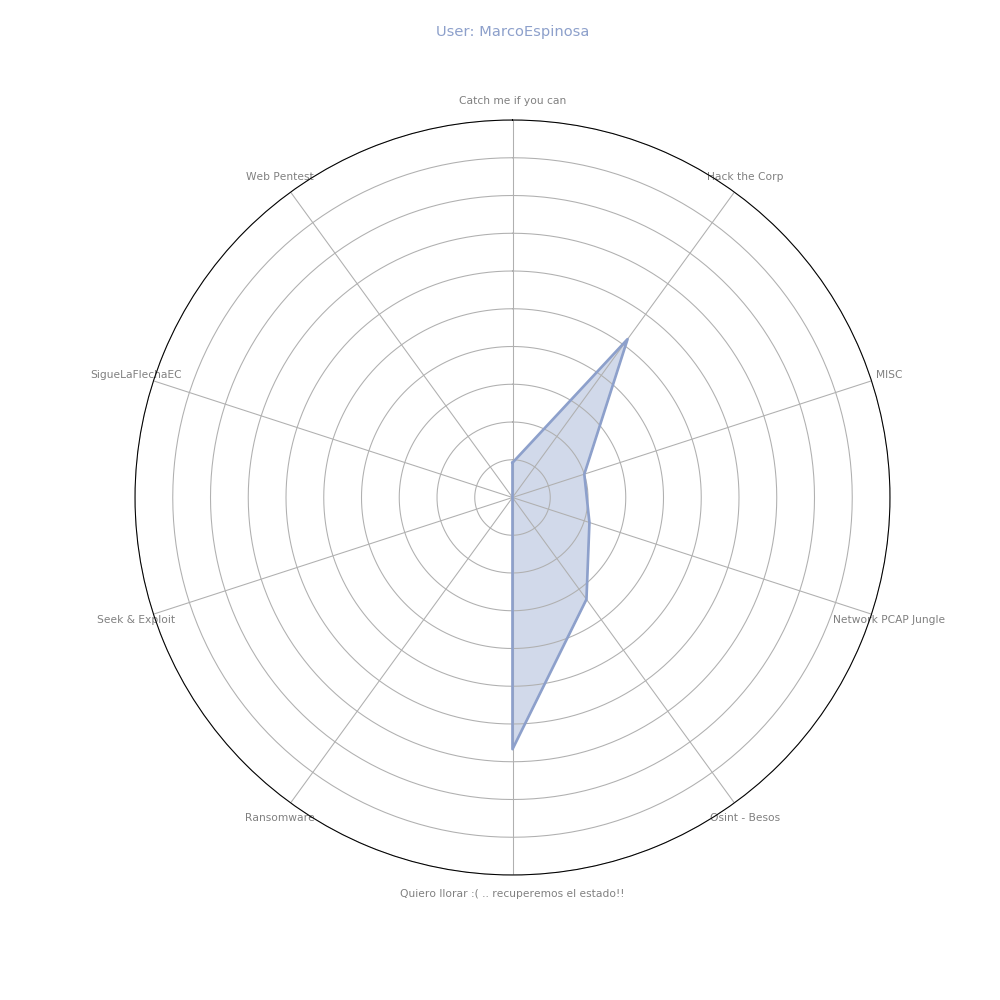 User: MarcoEspinosa
Catch me if you can
Web Pentest
Hack the Corp
SigueLaFlechaEC
MISC
Seek & Exploit
Network PCAP Jungle
Ransomware
Osint - Besos
Quiero llorar :( .. recuperemos el estado!!